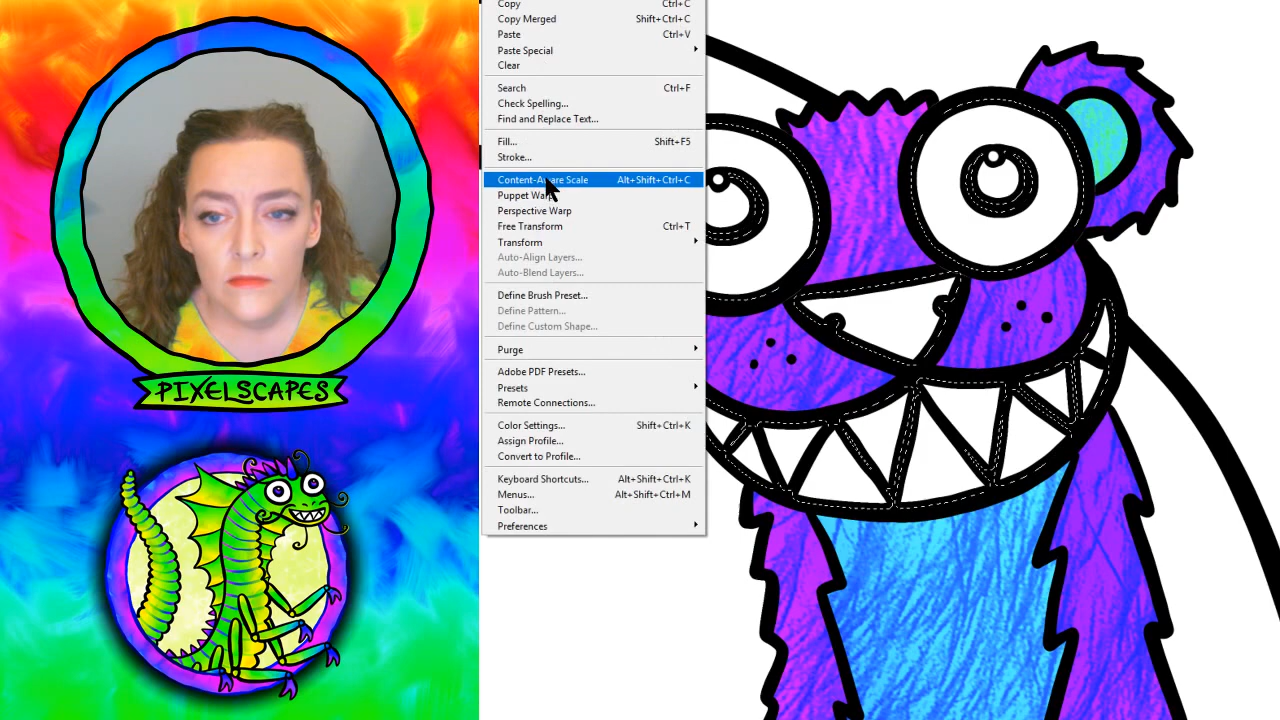 PIXELSCAPES
Copy Ctrl+C
Copy Merged Shift+Ctrl+C
Paste Ctrl+V
Paste Special
Clear
Search Ctrl+F
Check Spelling...
Find and Replace Text...
Fill... Shift+F5
Stroke...
Content-Aware Scale Alt+Shift+Ctrl+C
Puppet Warp
Perspective Warp
Free Transform Ctrl+T
Transform
Auto-Align Layers...
Auto-Blend Layers...
Define Brush Preset...
Define Pattern...
Define Custom Shape...
Purge
Adobe PDF Presets...
Presets
Remote Connections...
Color Settings... Shift+Ctrl+K
Assign Profile...
Convert to Profile...
Keyboard Shortcuts... Alt+Shift+Ctrl+K
Menus... Alt+Shift+Ctrl+M
Toolbar...
Preferences